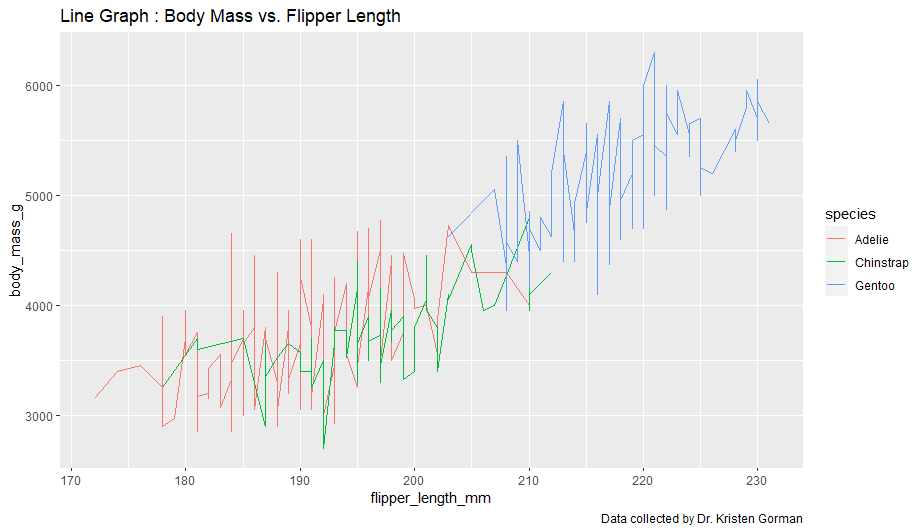 Line Graph : Body Mass vs. Flipper Length
body_mass_g
6000
5000
4000
3000
170
180
190
200
210
220
230
flipper_length_mm
species
Adelie
Chinstrap
Gentoo
Data collected by Dr. Kristen Gorman